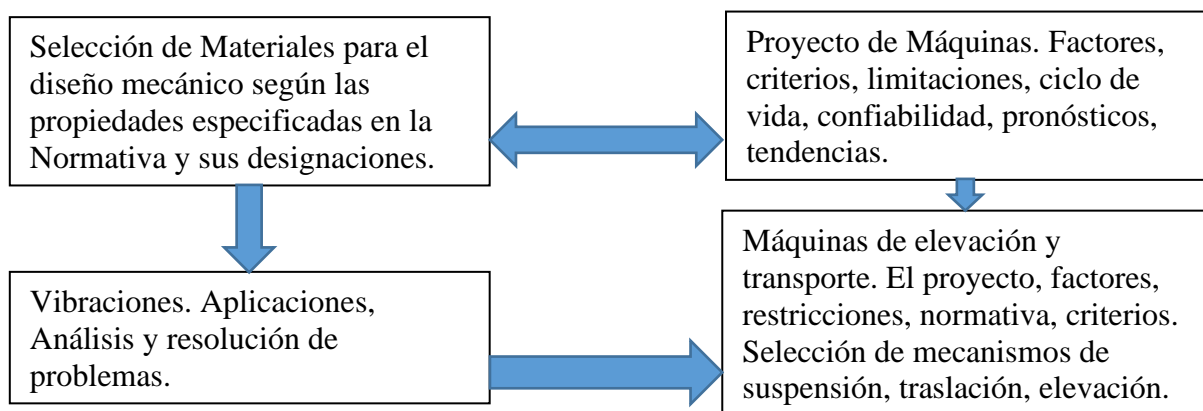 Selección de Materiales para el
diseño mecánico según las
propiedades especificadas en la
Normativa y sus designaciones.
Proyecto de Máquinas. Factores,
criterios, limitaciones, ciclo de
vida, confiabilidad, pronósticos,
tendencias.
Vibraciones. Aplicaciones,
Análisis y resolución de
problemas.
Máquinas de elevación y
transporte. El proyecto, factores,
restricciones, normativa, criterios.
Selección de mecanismos de
suspensión, traslación, elevación.